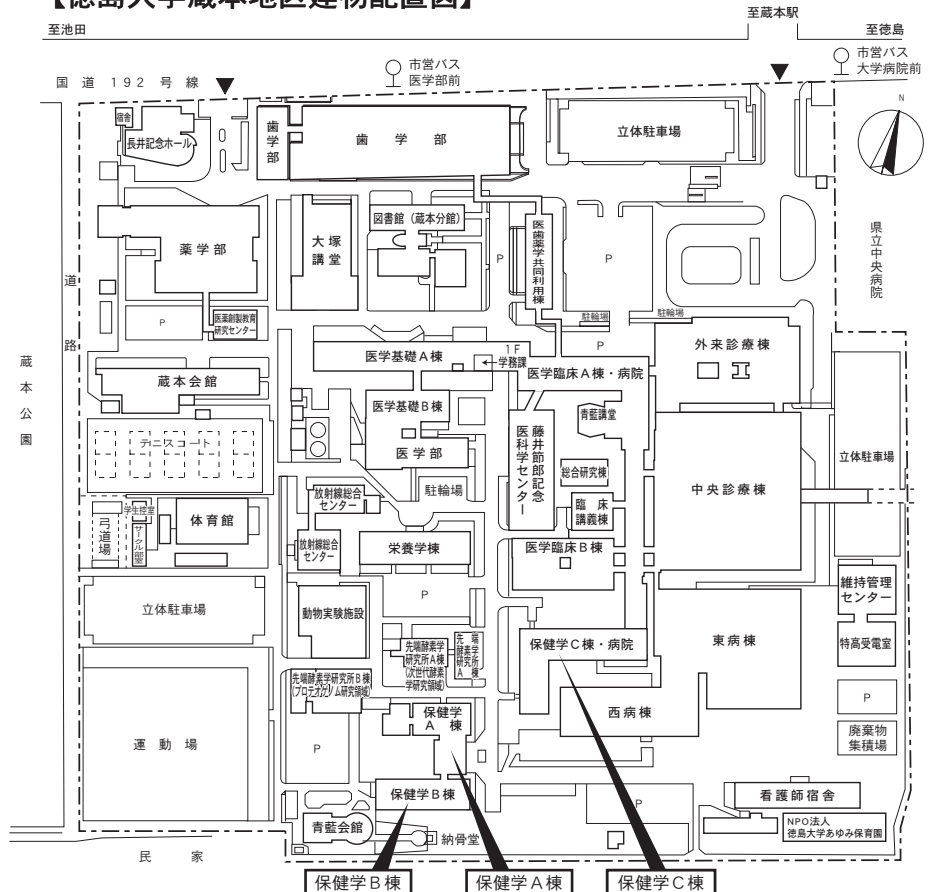 【徳島大学蔵本地区建物配置図】
至蔵本駅
至池田
至徳島
市営バス
医学部前
市営バス
大学病院前
国道192号線
N
宿舎
長井記念ホール
歯学部
歯学部
立体駐車場
県立中央病院
薬学部
大塚講堂
図書館（蔵本分館）
医歯薬学共同利用棟
P
P
道路
P
医薬創製教育
研究センター
駐輪場
駐輪場
P
外来診療棟
医学基礎A棟
1F
←学務課
医学臨床A棟・病院
蔵本公園
蔵本会館
医学基礎B棟
青藍講堂
テニスコート
医学部
藤井節郎記念
医科学センター
総合研究棟
中央診療棟
立体駐車場
放射線総合
センター
駐輪場
臨床
講義棟
弓道場
学生控室
サークル部室
体育館
放射線総合
センター
栄養学棟
医学臨床B棟
立体駐車場
動物実験施設
P
維持管理
センター
特高受電室
東病棟
保健学C棟・病院
先端酵素学
研究所A棟
(次世代酵素
学研究領域)
先端
酵素学
研究所
A棟
先端酵素学研究所B棟
(プロテオゲノム研究領域)
西病棟
P
廃棄物
集積場
運動場
P
保健学
A棟
保健学B棟
看護師宿舎
P
青藍会館
納骨堂
NPO法人
徳島大学あゆみ保育園
民家
保健学B棟
保健学A棟
保健学C棟